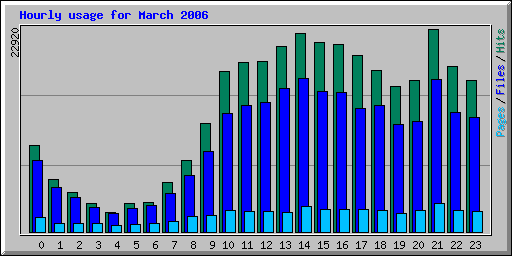 Hourly usage for March 2006
22920
Pages/Files/Hits
0 1 2 3 4 5 6 7 8 9 10 11 12 13 14 15 16 17 18 19 20 21 22 23